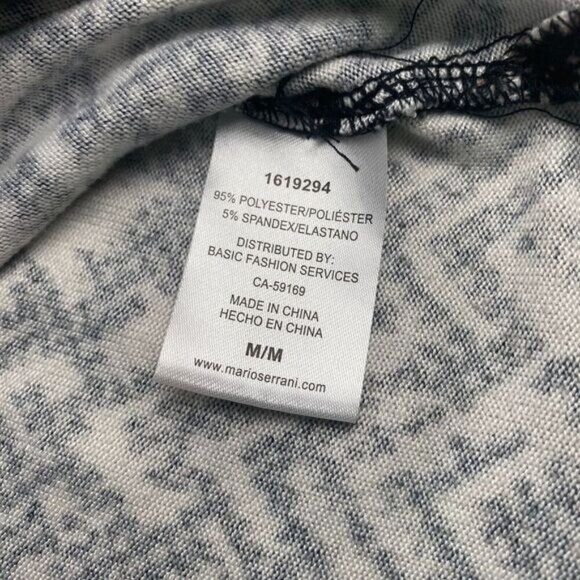 1619294
95% POLYESTER/POLIÉSTER
5% SPANDEX/ELASTANO
DISTRIBUTED BY:
BASIC FASHION SERVICES
CA-59169
MADE IN CHINA
HECHO EN CHINA
M/M
www.marioserrani.com